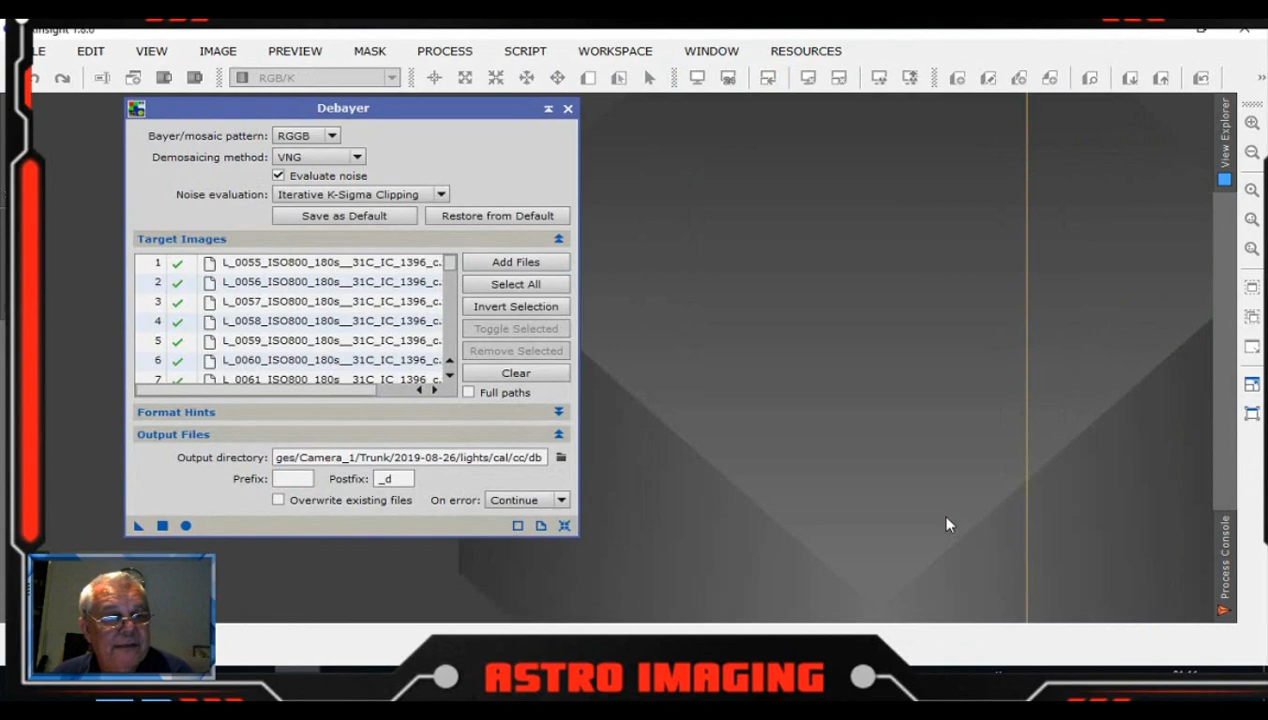 EDIT VIEW IMAGE PREVIEW MASK PROCESS SCRIPT WORKSPACE WINDOW RESOURCES
RGB/K
Debayer
Bayer/mosaic pattern: RGGB
Demosaicing method: VNG
Evaluate noise
Noise evaluation: Iterative K-Sigma Clipping
Save as Default Restore from Default
Target Images
1 L_0055_ISO800_180s__31C_IC_1396_c. Add Files
2 L_0056_ISO800_180s__31C_IC_1396_c. Select All
3 L_0057_ISO800_180s__31C_IC_1396_c. Invert Selection
4 L_0058_ISO800_180s__31C_IC_1396_c. Toggle Selected
5 L_0059_ISO800_180s__31C_IC_1396_c. Remove Selected
6 L_0060_ISO800_180s__31C_IC_1396_c. Clear
7 L_0061_ISO800_180s__31C_IC_1396_c.
Full paths
Format Hints
Output Files
Output directory: ges/Camera_1/Trunk/2019-08-26/lights/cal/cc/db
Prefix: Postfix: _d
Overwrite existing files On error: Continue
View Explorer
Process Console
ASTRO IMAGING